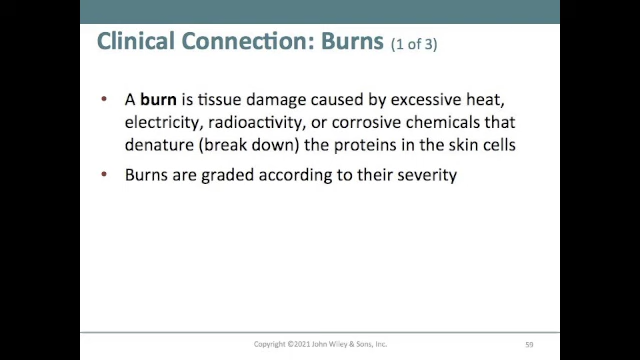 Clinical Connection: Burns (1 of 3)
• A burn is tissue damage caused by excessive heat,
electricity, radioactivity, or corrosive chemicals that
denature (break down) the proteins in the skin cells
• Burns are graded according to their severity
Copyright ©2021 John Wiley & Sons, Inc.
59